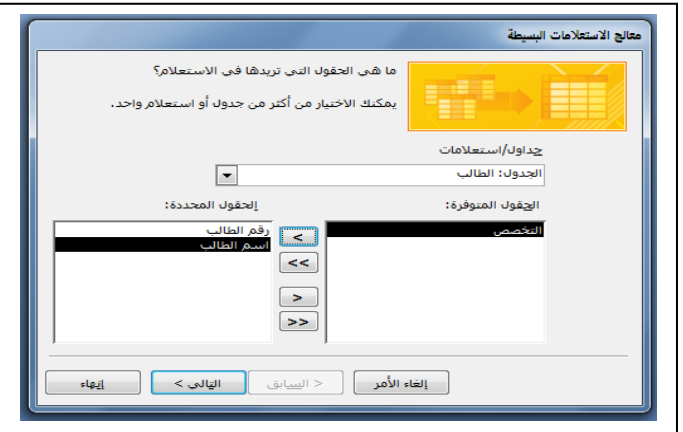 معالج الاستعلامات البسيطة
ما هي الحقول التي تريدها في الاستعلام؟
يمكنك الاختيار من أكثر من جدول أو استعلام واحد.
جداول/استعلامات
الجدول: الطالب
الحقول المتوفرة:
التخصص
>
>>
<
<<
الحقول المحددة:
رقم الطالب
اسم الطالب
إلغاء الأمر
< السابق
التالي >
إنهاء